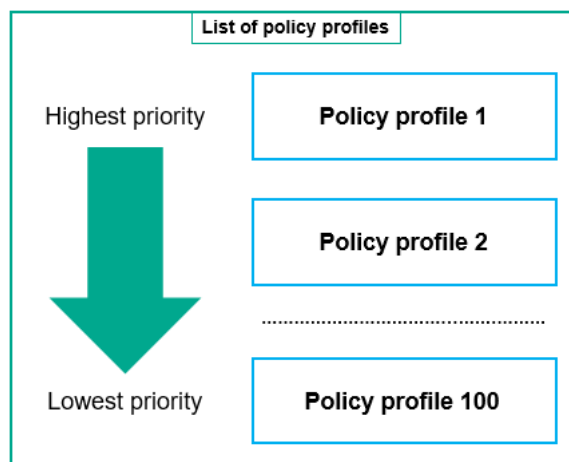 List of policy profiles
Highest priority
Policy profile 1
Policy profile 2
Lowest priority
Policy profile 100